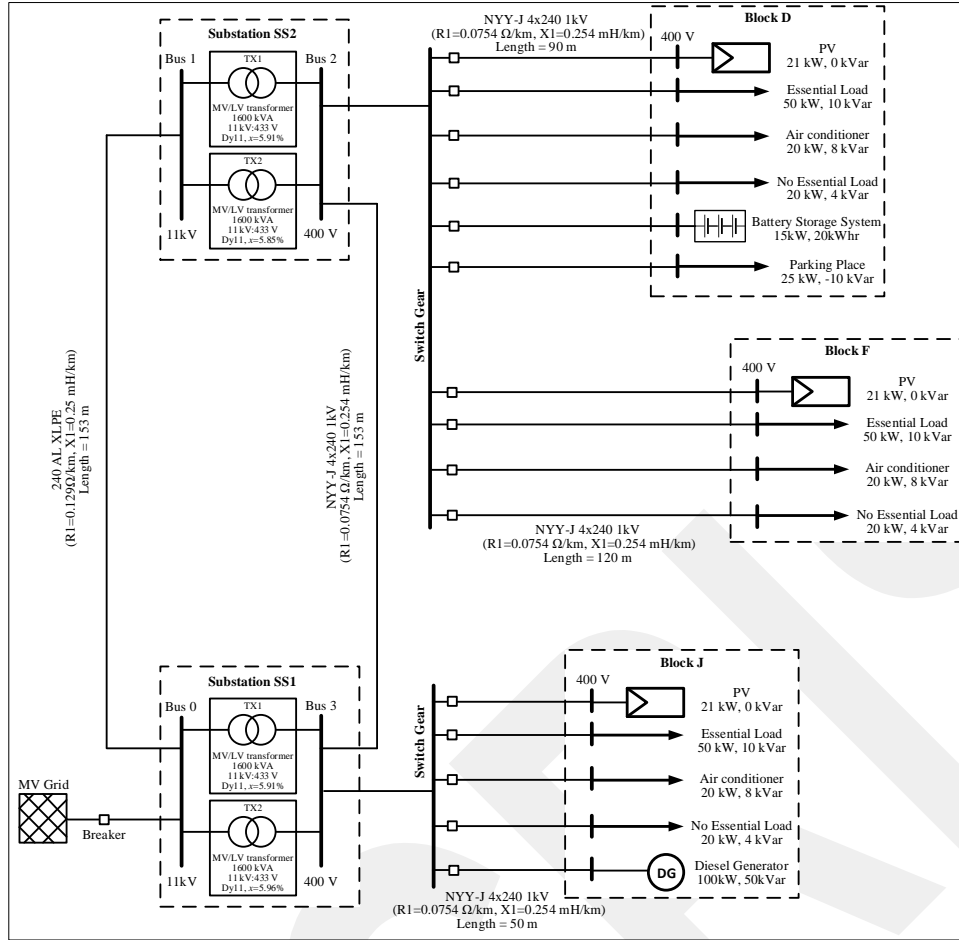 Substation SS2
Bus 1
TX1
Bus 2
MV/LV transformer
1600 kVA
11kV:433 V
Dy11, x=5.91%
TX2
MV/LV transformer
1600 kVA
11kV:433 V
Dy11, x=5.85%
11kV
400 V
NYY-J 4x240 1kV
(R1=0.0754 Ω/km, X1=0.254 mH/km)
Length = 90 m
Switch Gear
Block D
400 V
PV
21 kW, 0 kVar
Essential Load
50 kW, 10 kVar
Air conditioner
20 kW, 8 kVar
No Essential Load
20 kW, 4 kVar
Battery Storage System
15kW, 20kWhr
Parking Place
25 kW, -10 kVar
Block F
400 V
PV
21 kW, 0 kVar
Essential Load
50 kW, 10 kVar
Air conditioner
20 kW, 8 kVar
No Essential Load
20 kW, 4 kVar
NYY-J 4x240 1kV
(R1=0.0754 Ω/km, X1=0.254 mH/km)
Length = 120 m
240 AL XLPE
(R1=0.129Ω/km, X1=0.25 mH/km)
Length = 153 m
NYY-J 4x240 1kV
(R1=0.0754 Ω/km, X1=0.254 mH/km)
Length = 153 m
Substation SS1
Bus 0
TX1
Bus 3
MV/LV transformer
1600 kVA
11kV:433 V
Dy11, x=5.91%
TX2
MV/LV transformer
1600 kVA
11kV:433 V
Dy11, x=5.96%
11kV
400 V
MV Grid
Breaker
Switch Gear
Block J
400 V
PV
21 kW, 0 kVar
Essential Load
50 kW, 10 kVar
Air conditioner
20 kW, 8 kVar
No Essential Load
20 kW, 4 kVar
DG
Diesel Generator
100kW, 50kVar
NYY-J 4x240 1kV
(R1=0.0754 Ω/km, X1=0.254 mH/km)
Length = 50 m